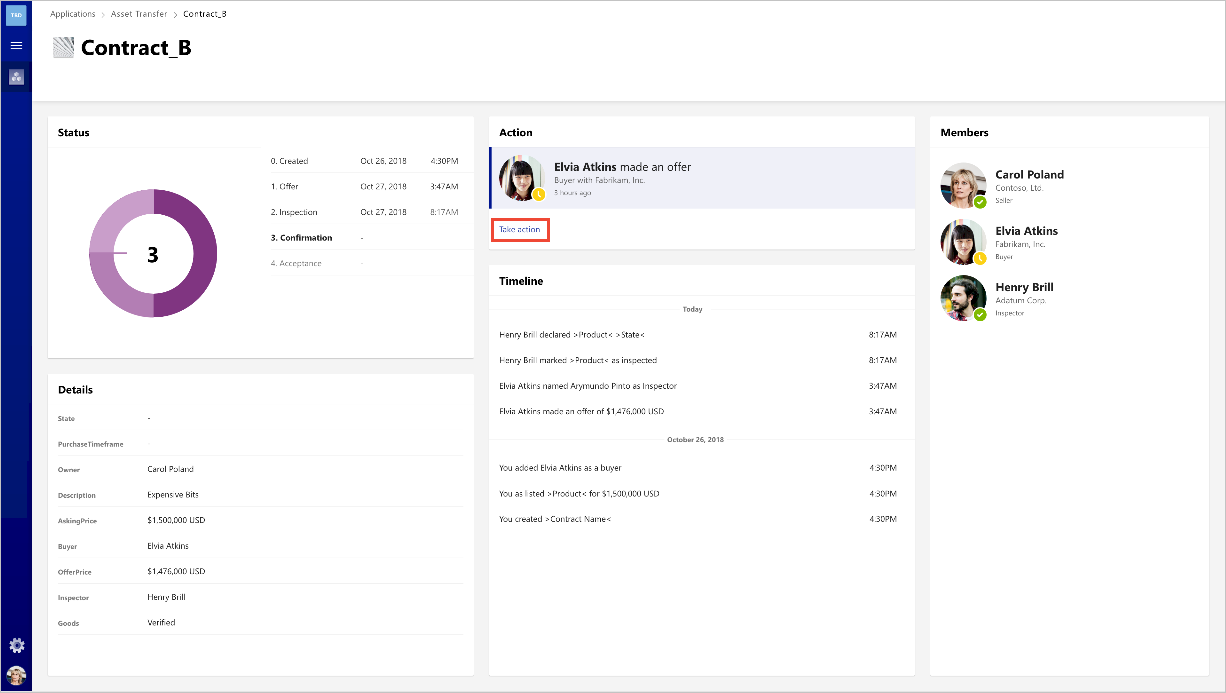 TBD
Applications > Asset Transfer > Contract_B
Contract_B
Status
0. Created Oct 26, 2018 4:30PM
1. Offer Oct 27, 2018 3:47AM
2. Inspection Oct 27, 2018 8:17AM
3. Confirmation -
4. Acceptance -
3
Details
State -
PurchaseTimeframe -
Owner Carol Poland
Description Expensive Bits
AskingPrice $1,500,000 USD
Buyer Elvia Atkins
OfferPrice $1,476,000 USD
Inspector Henry Brill
Goods Verified
Action
Elvia Atkins made an offer
Buyer with Fabrikam, Inc.
5 hours ago
Take action
Timeline
Today
Henry Brill declared >Product< >State< 8:17AM
Henry Brill marked >Product< as inspected 8:17AM
Elvia Atkins named Arymundo Pinto as Inspector 3:47AM
Elvia Atkins made an offer of $1,476,000 USD 3:47AM
October 26, 2018
You added Elvia Atkins as a buyer 4:30PM
You as listed >Product< for $1,500,000 USD 4:30PM
You created >Contract Name< 4:30PM
Members
Carol Poland
Contoso, Ltd.
Seller
Elvia Atkins
Fabrikam, Inc.
Buyer
Henry Brill
Adatum Corp.
Inspector